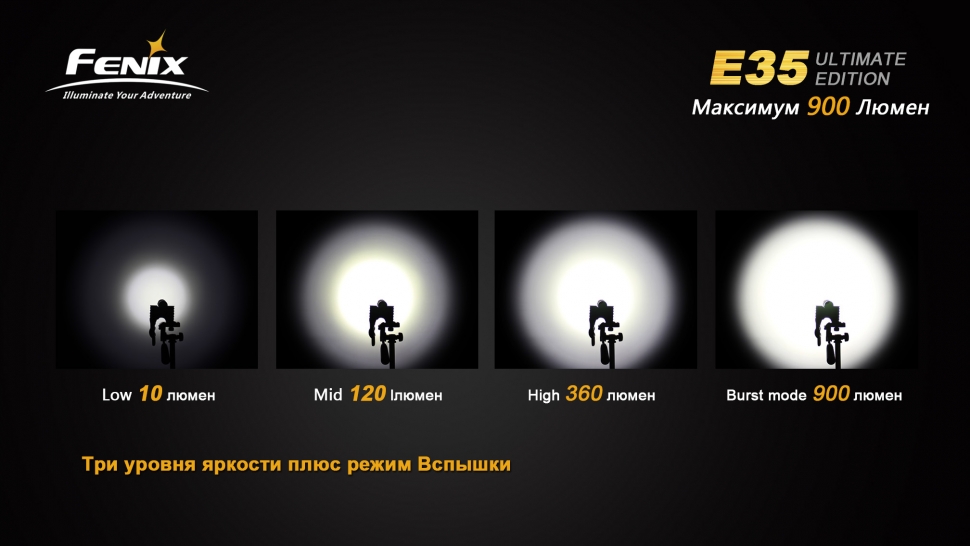 FENIX
Illuminate Your Adventure
E35 ULTIMATE
EDITION
Максимум 900 Люмен
Low 10 люмен
Mid 120 lлюмен
High 360 люмен
Burst mode 900 люмен
Три уровня яркости плюс режим Вспышки